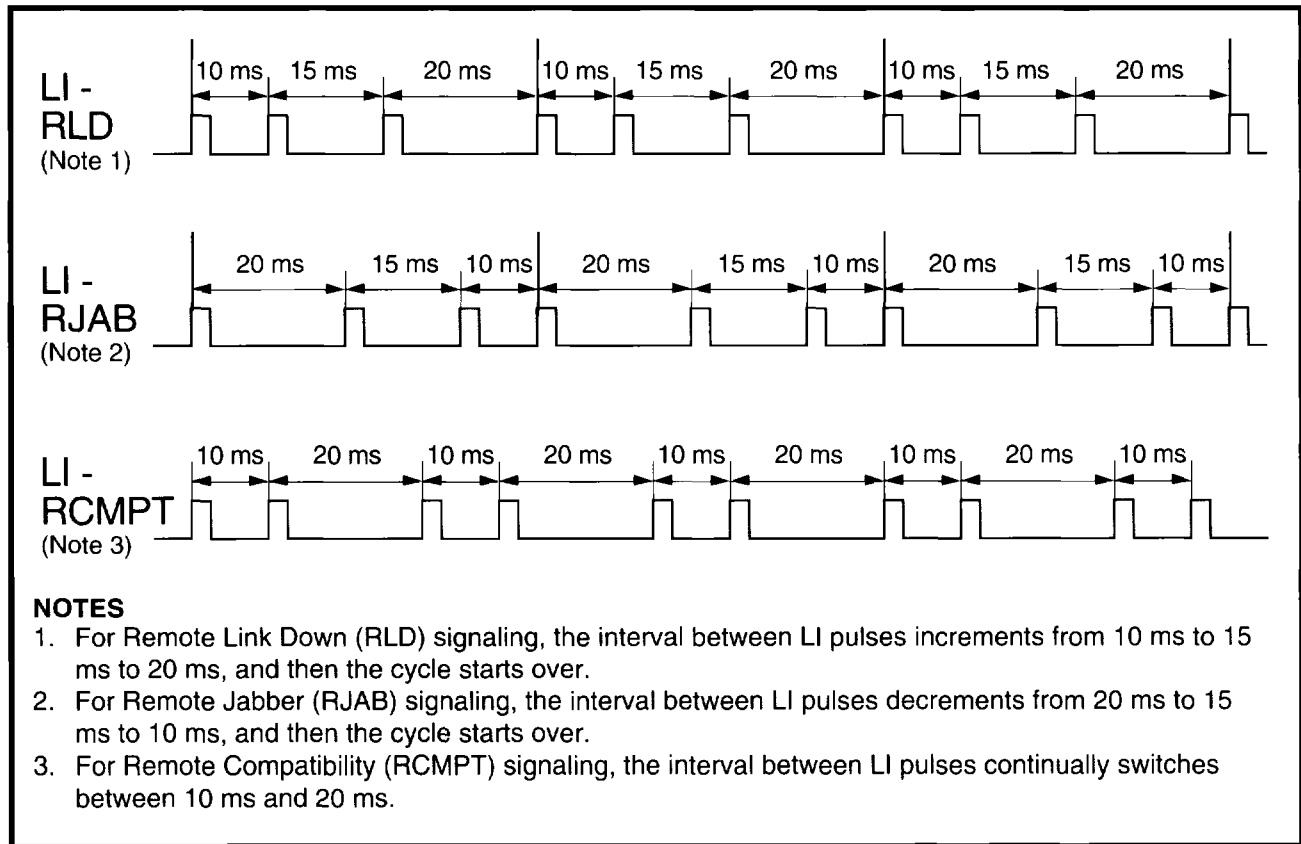 10 ms 15 ms 20 ms 10 ms 15 ms 20 ms 10 ms 15 ms 20 ms
LI -
RLD
(Note 1)
20 ms 15 ms 10 ms 20 ms 15 ms 10 ms 20 ms 15 ms 10 ms
LI -
RJAB
(Note 2)
10 ms 20 ms 10 ms 20 ms 10 ms 20 ms 10 ms 20 ms 10 ms
LI -
RCMPT
(Note 3)
NOTES
1. For Remote Link Down (RLD) signaling, the interval between LI pulses increments from 10 ms to 15
ms to 20 ms, and then the cycle starts over.
2. For Remote Jabber (RJAB) signaling, the interval between LI pulses decrements from 20 ms to 15
ms to 10 ms, and then the cycle starts over.
3. For Remote Compatibility (RCMPT) signaling, the interval between LI pulses continually switches
between 10 ms and 20 ms.